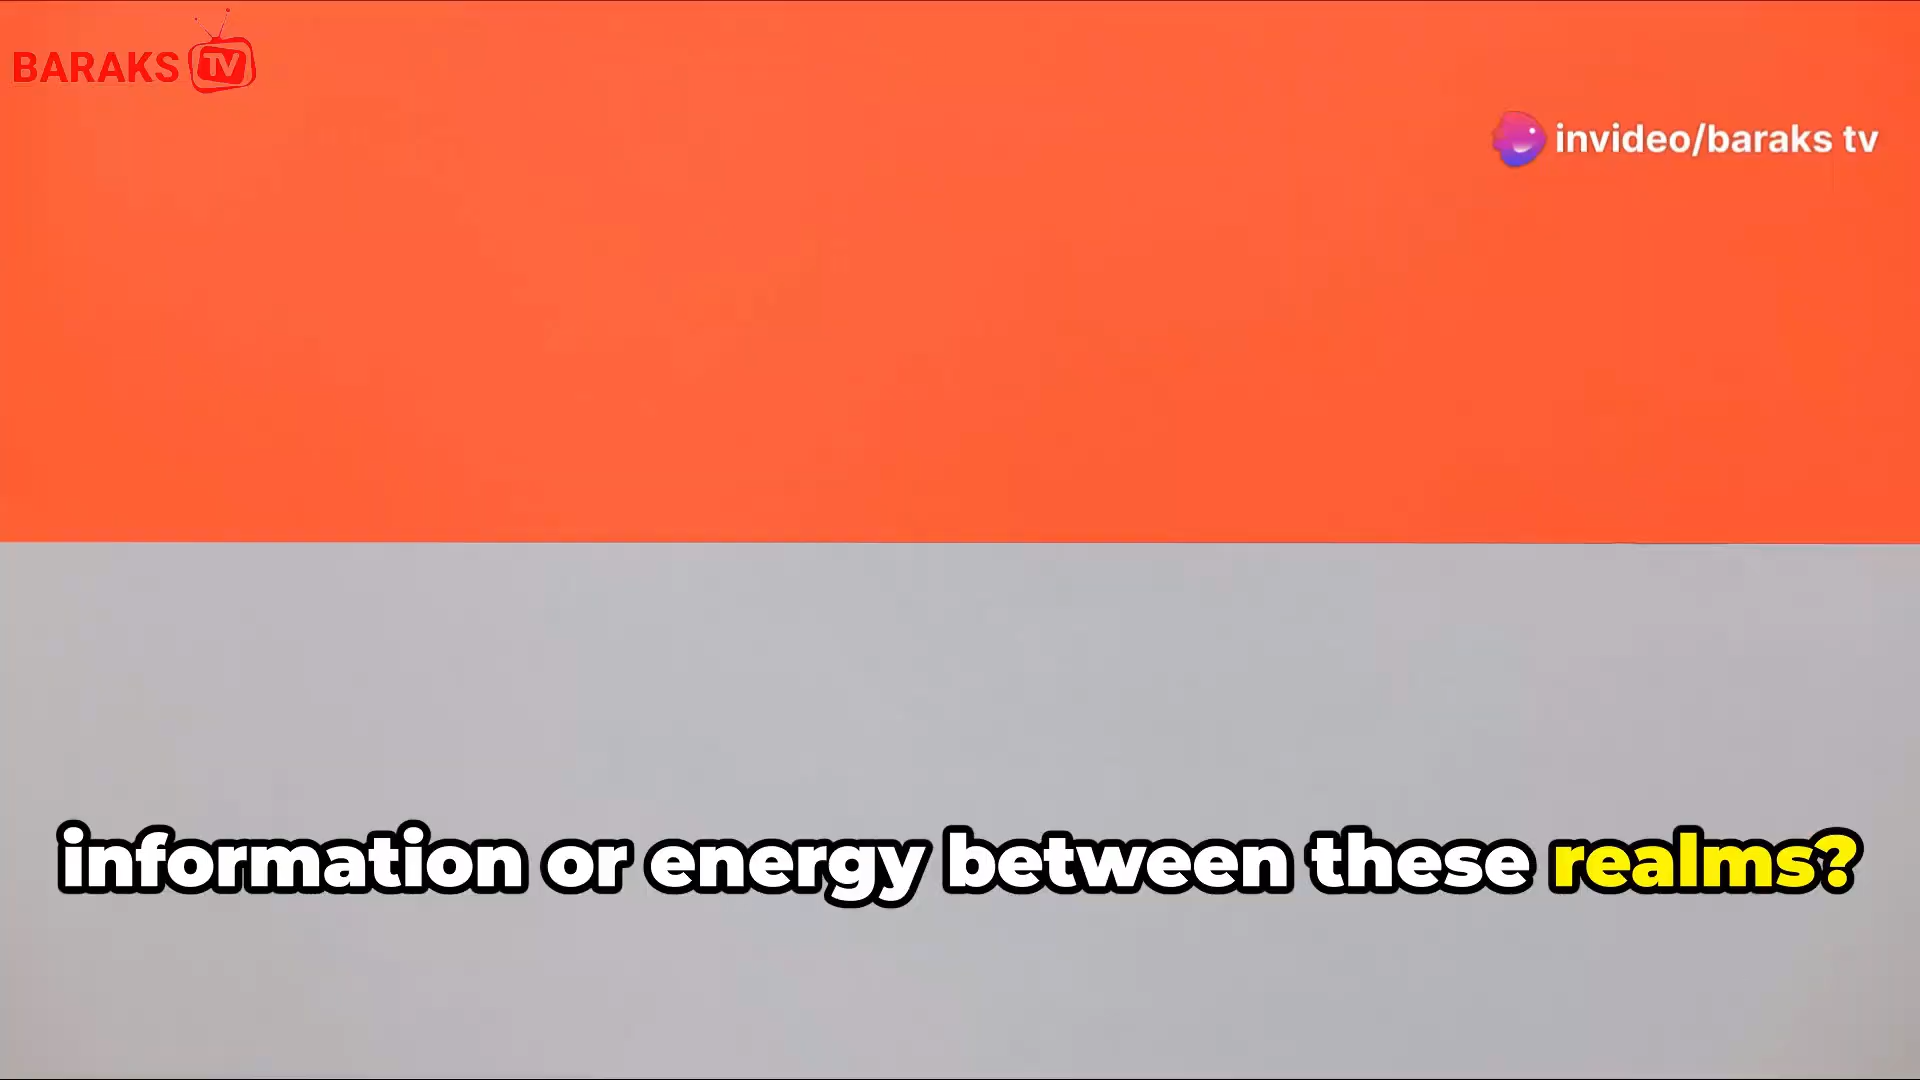 BARAKS TV
invideo/baraks tv
information or energy between these realms?